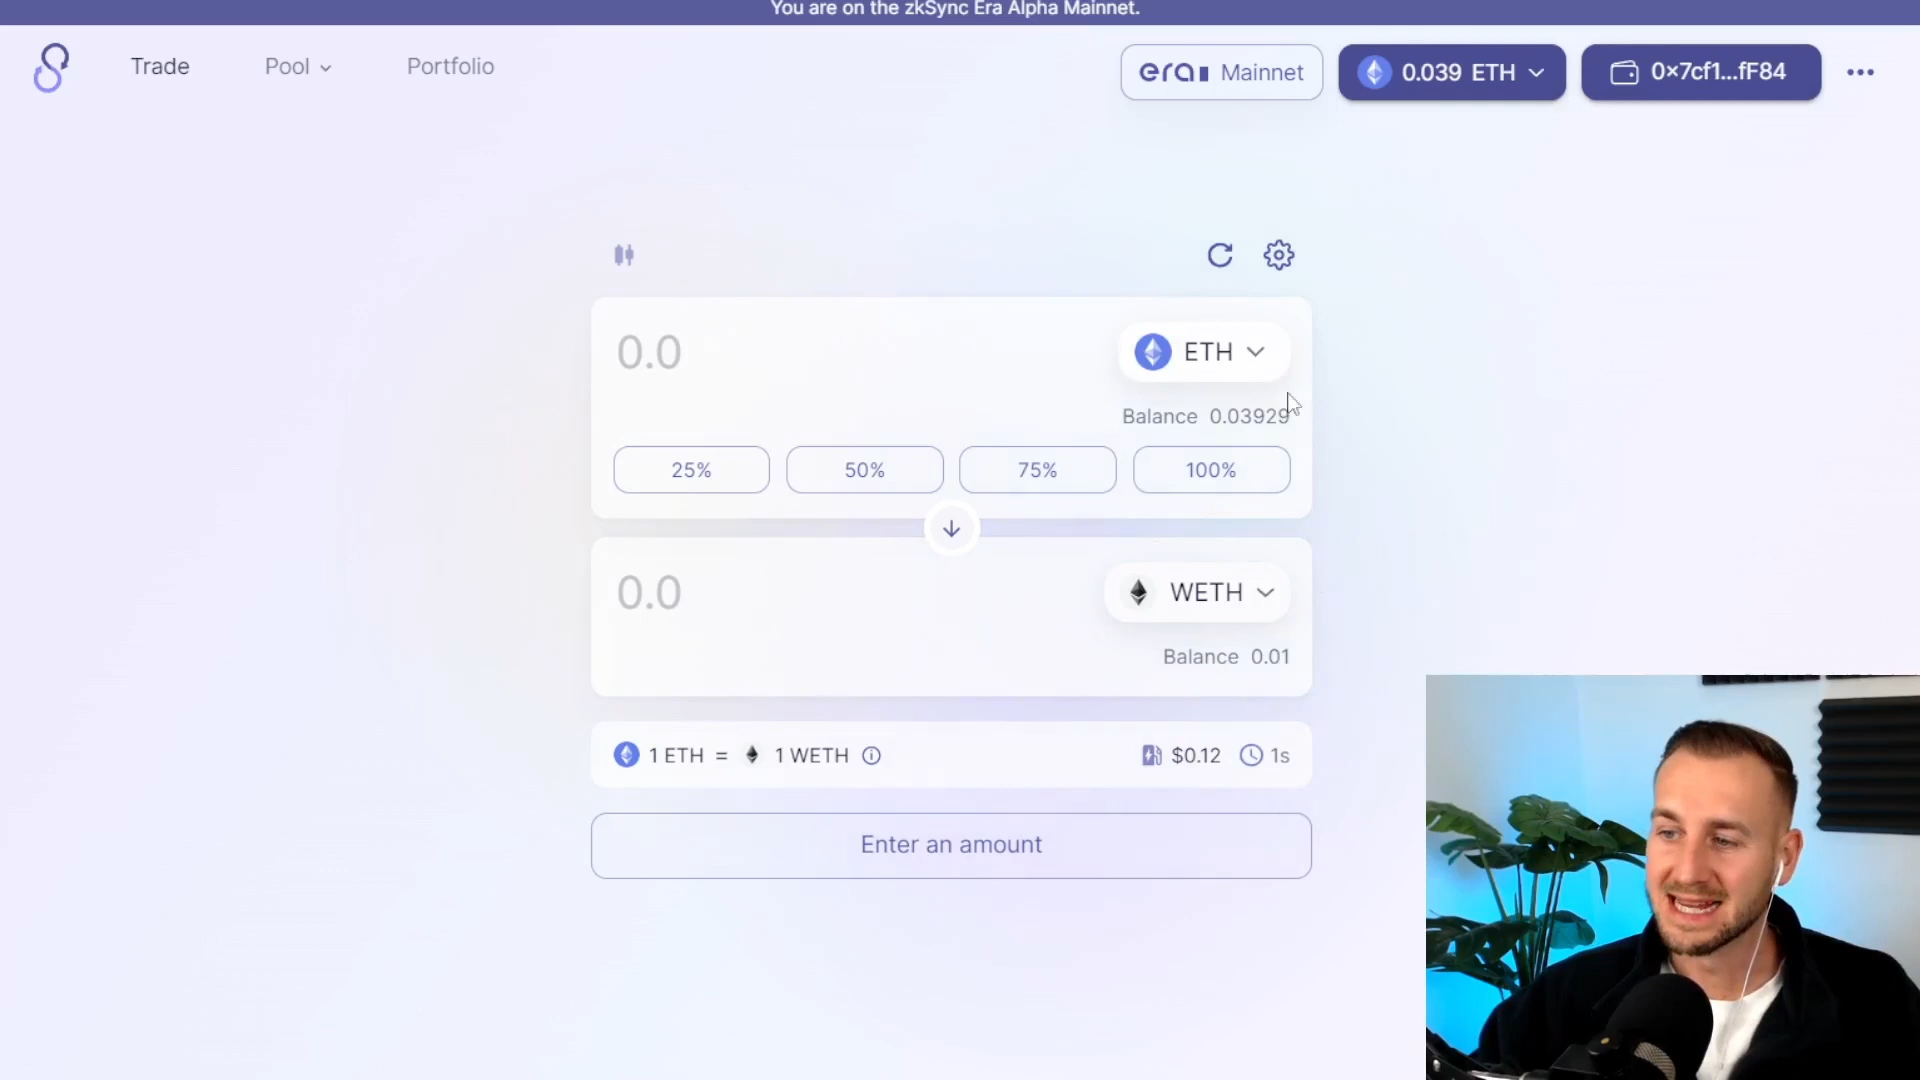 You are on the zkSync Era Alpha Mainnet.
Trade
Pool
Portfolio
era Mainnet
0.039 ETH
0×7cf1...fF84
0.0
ETH
Balance 0.03929
25%
50%
75%
100%
0.0
WETH
Balance 0.01
1 ETH = 1 WETH
$0.12
1s
Enter an amount